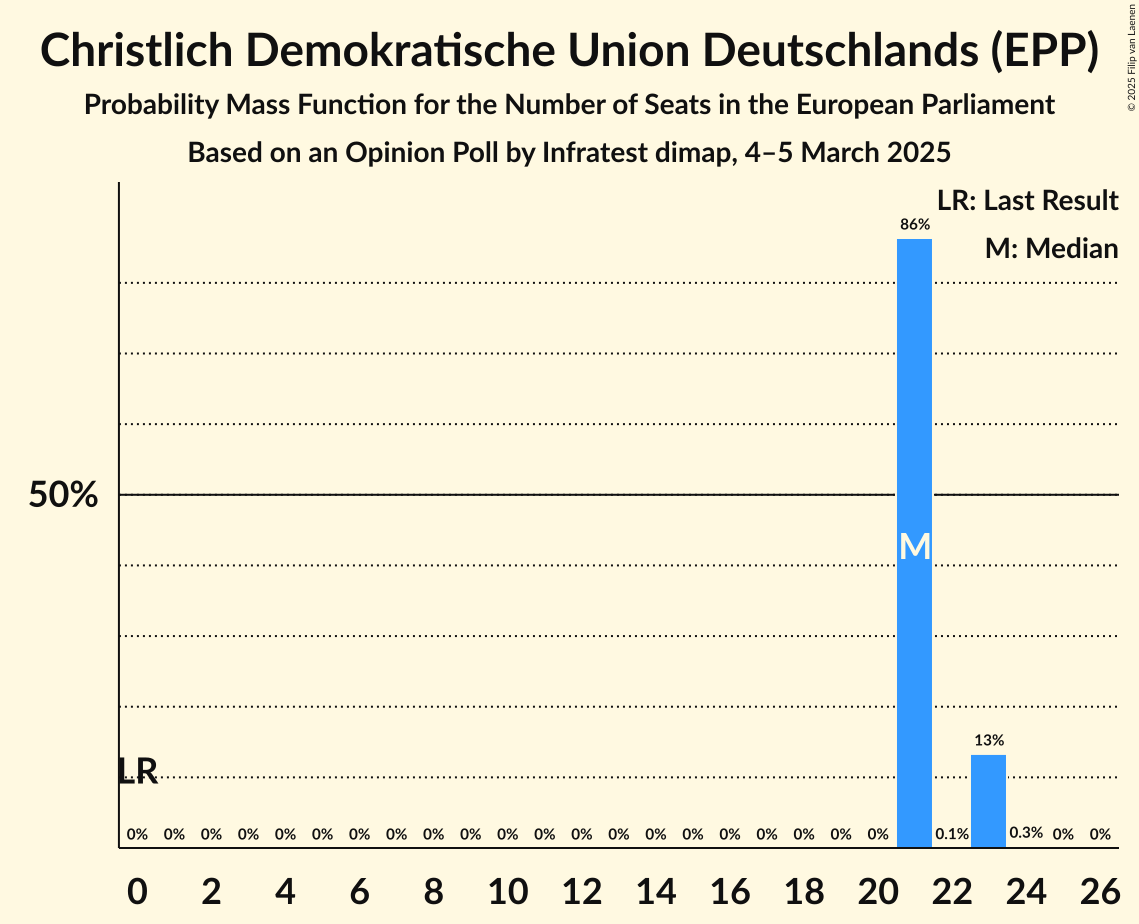 Christlich Demokratische Union Deutschlands (EPP)
Probability Mass Function for the Number of Seats in the European Parliament
Based on an Opinion Poll by Infratest dimap, 4–5 March 2025
© 2025 Filip van Laenen
LR: Last Result
M: Median
86%
50%
M
13%
LR
0% 0% 0% 0% 0% 0% 0% 0% 0% 0% 0% 0% 0% 0% 0% 0% 0% 0% 0% 0% 0% 0.1% 0.3% 0% 0%
0 2 4 6 8 10 12 14 16 18 20 22 24 26